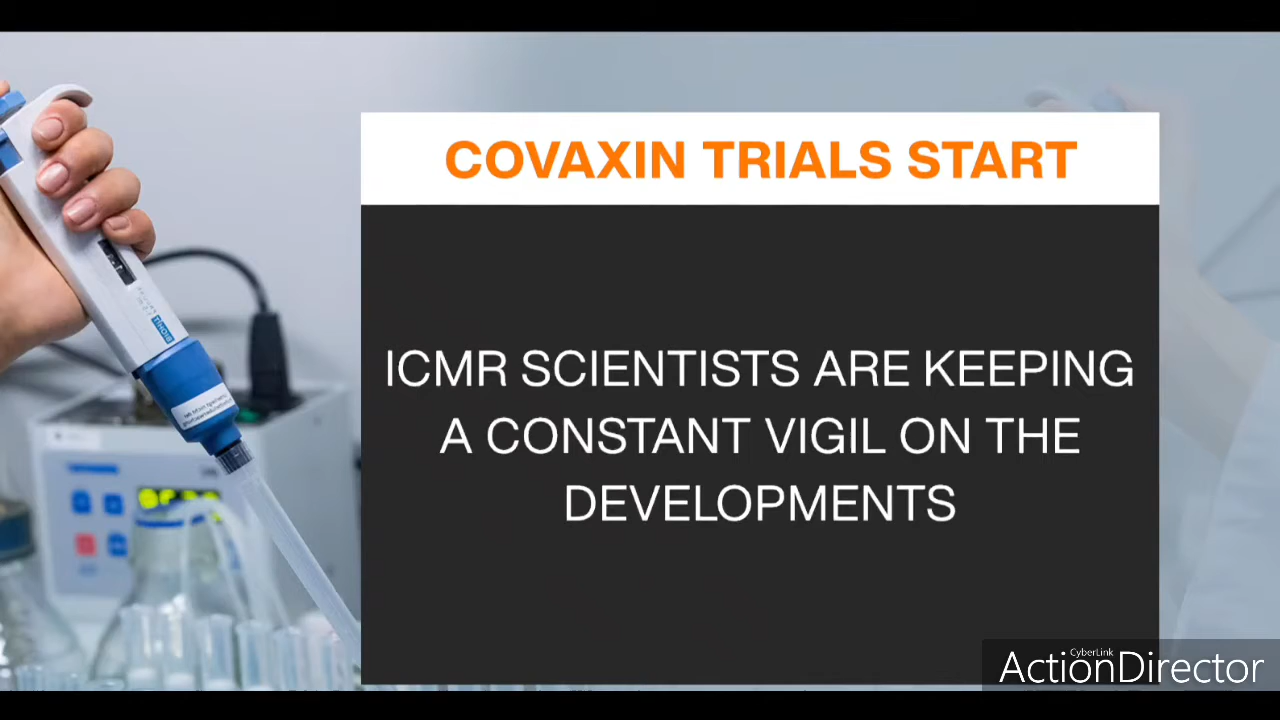 COVAXIN TRIALS START
ICMR SCIENTISTS ARE KEEPING
A CONSTANT VIGIL ON THE
DEVELOPMENTS
CyberLink
ActionDirector